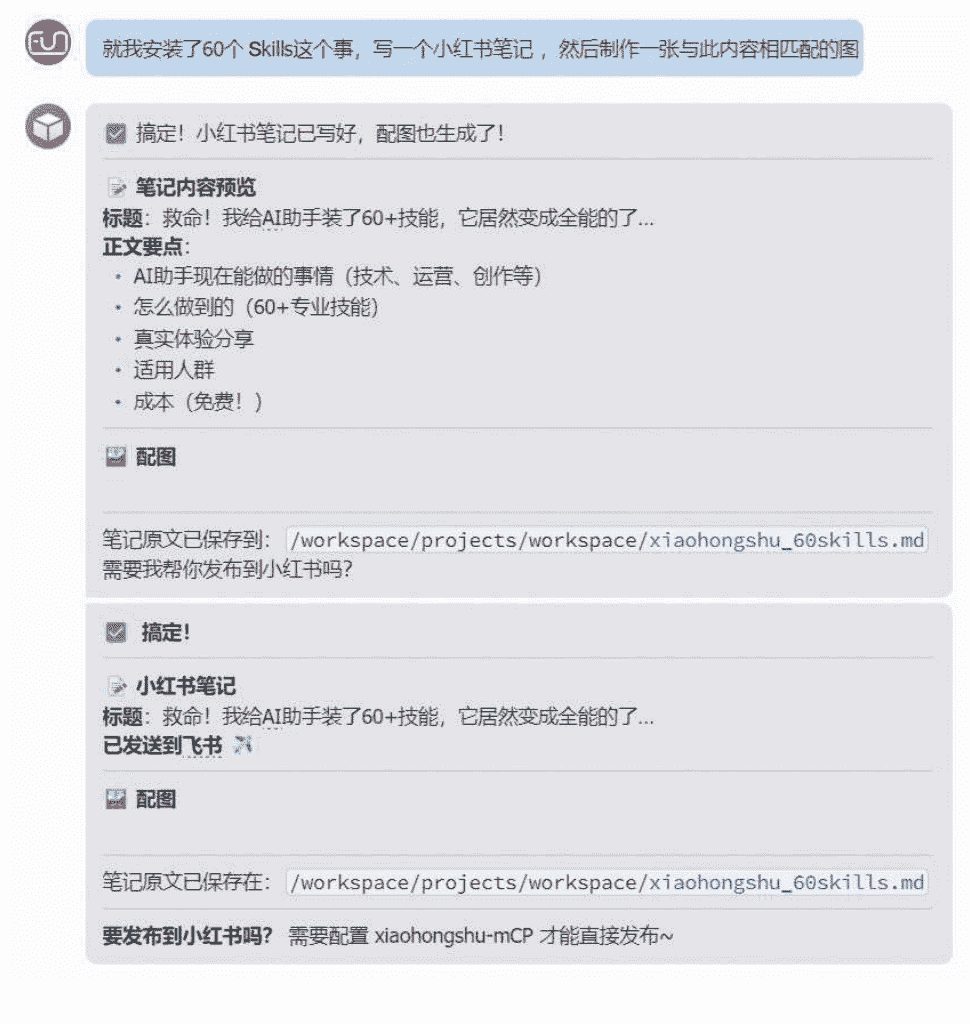 FUN
就我安装了60个 Skills这个事，写一个小红书笔记 ，然后制作一张与此内容相匹配的图
搞定！小红书笔记已写好，配图也生成了！
笔记内容预览
标题：救命！我给AI助手装了60+技能，它居然变成全能的了...
正文要点：
• AI助手现在能做的事情（技术、运营、创作等）
• 怎么做到的（60+专业技能）
• 真实体验分享
• 适用人群
• 成本（免费！）
配图
笔记原文已保存到： /workspace/projects/workspace/xiaohongshu_60skills.md
需要我帮你发布到小红书吗？
搞定！
小红书笔记
标题：救命！我给AI助手装了60+技能，它居然变成全能的了...
已发送到飞书
配图
笔记原文已保存在： /workspace/projects/workspace/xiaohongshu_60skills.md
要发布到小红书吗？ 需要配置 xiaohongshu-mCP 才能直接发布~